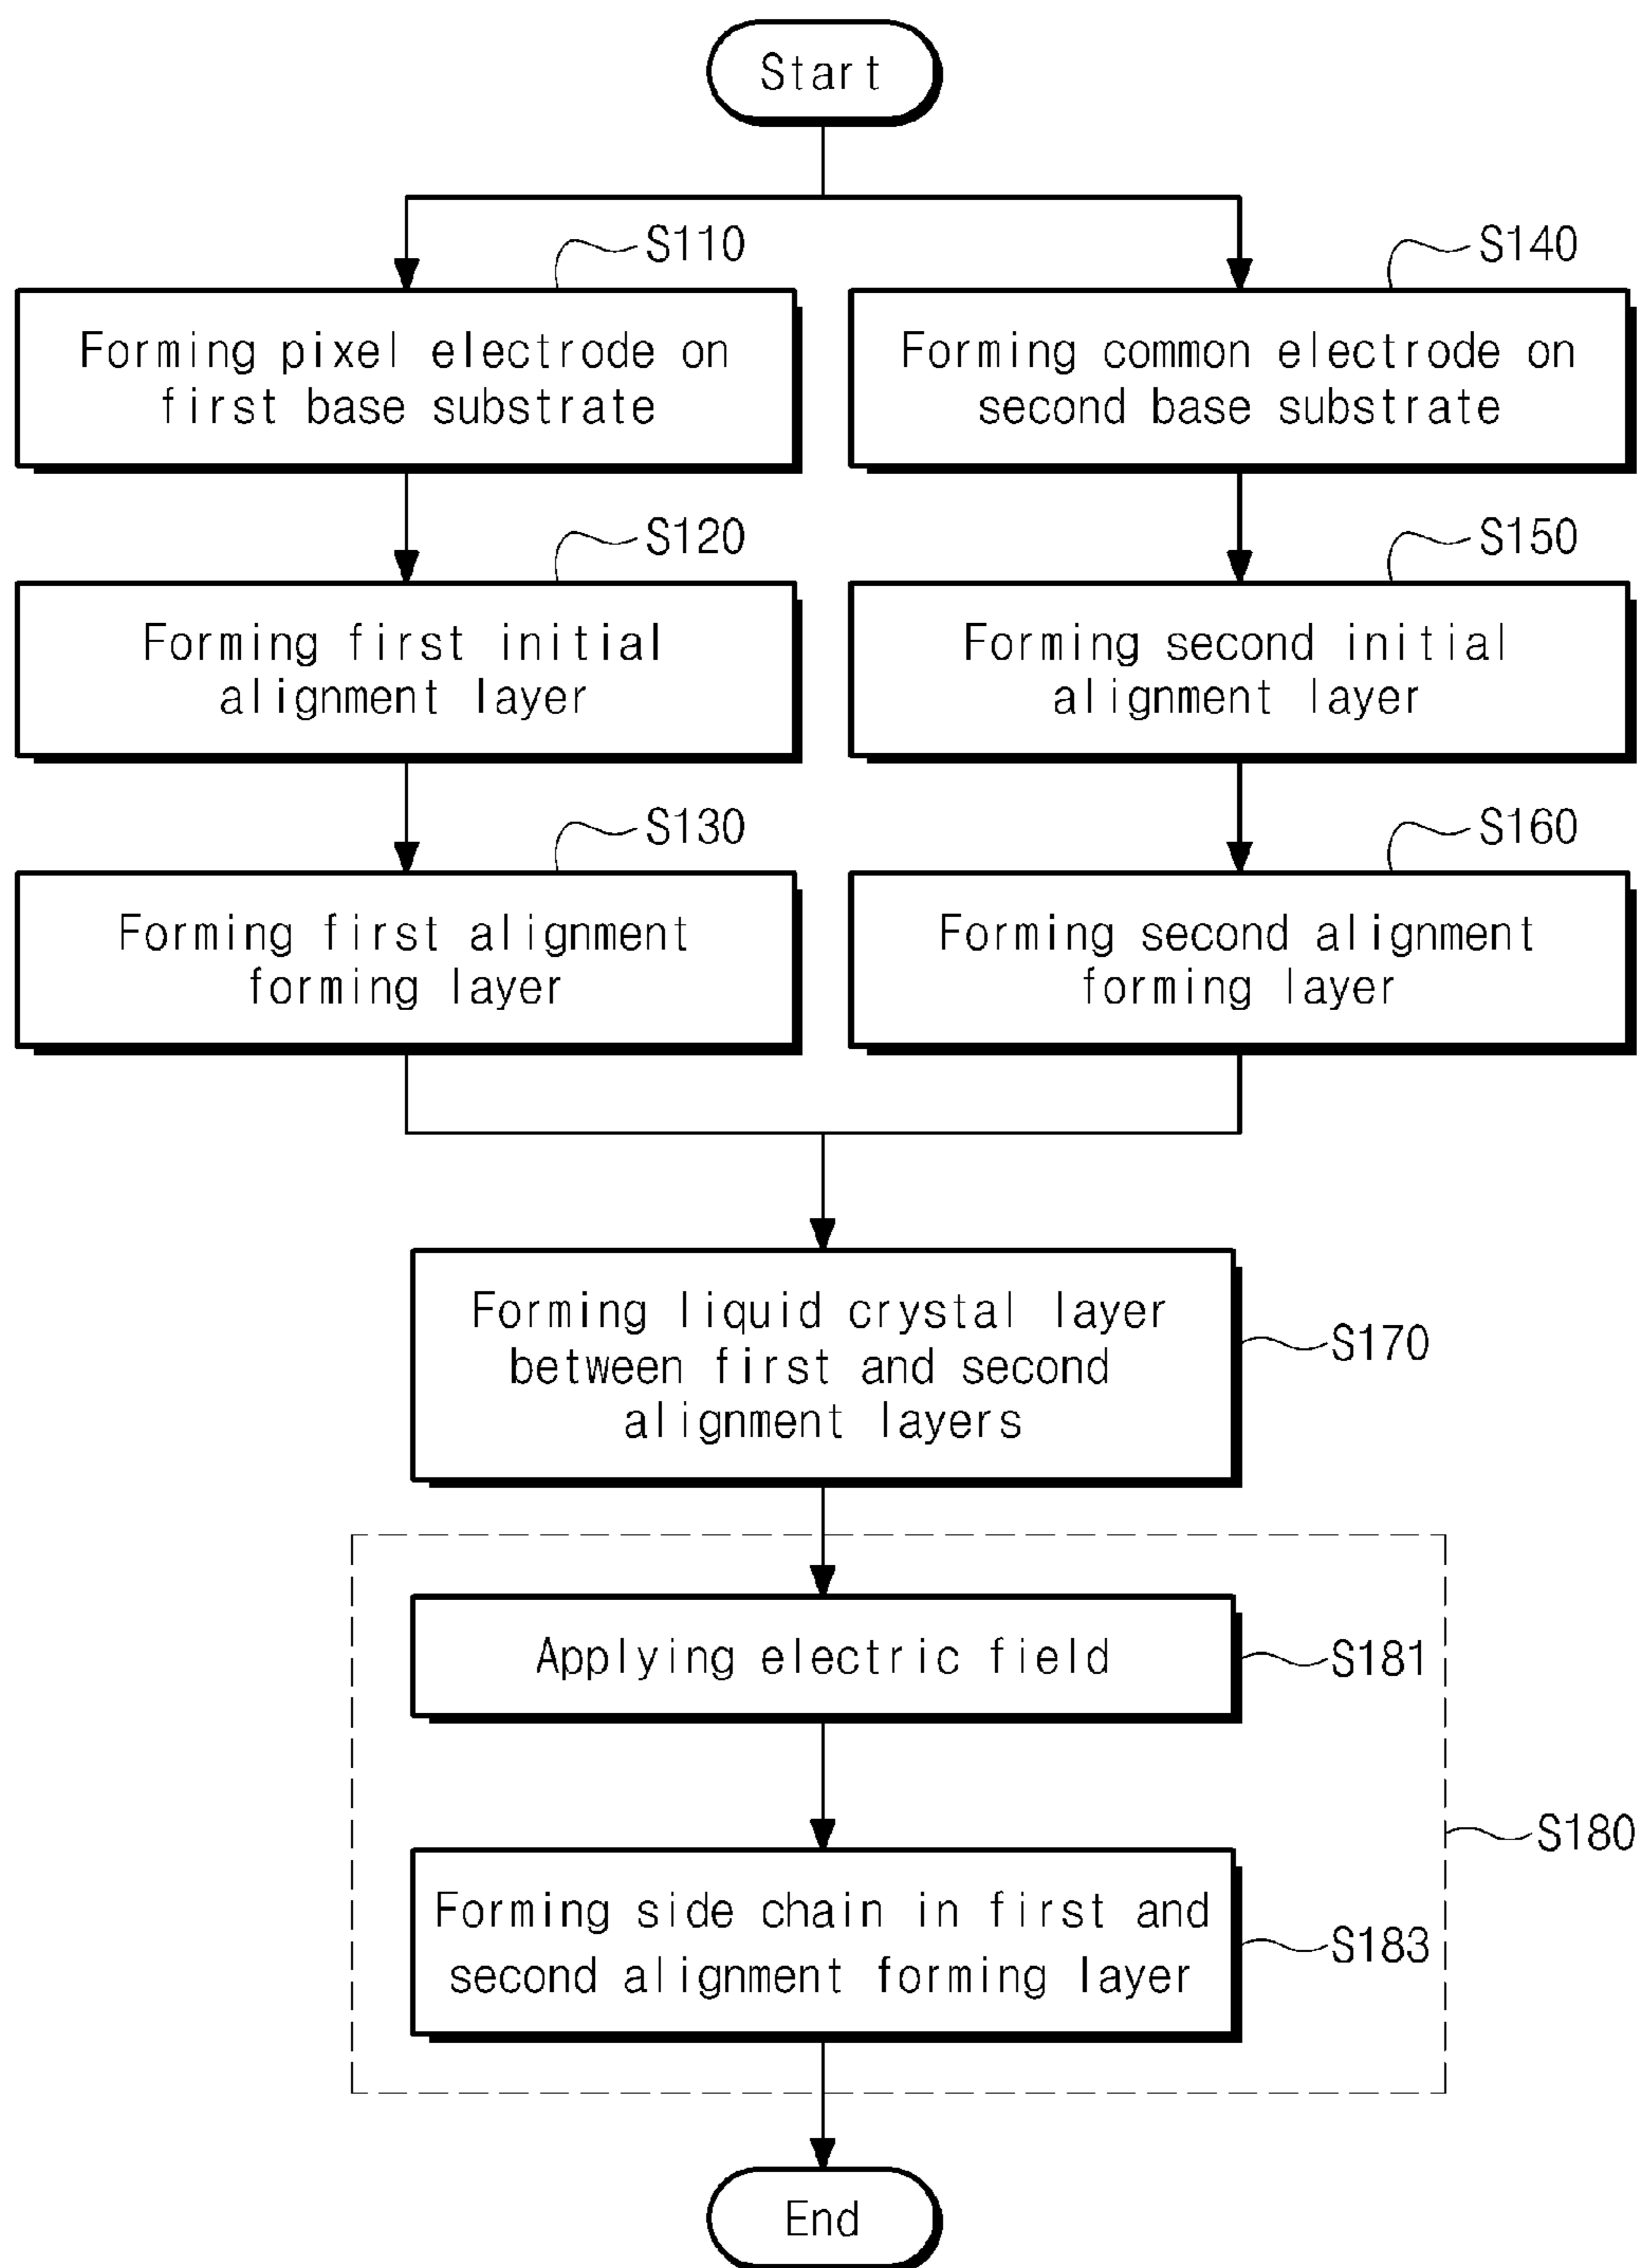 Start
S110
Forming pixel electrode on
first base substrate
S140
Forming common electrode on
second base substrate
S120
Forming first initial
alignment layer
S150
Forming second initial
alignment layer
S130
Forming first alignment
forming layer
S160
Forming second alignment
forming layer
Forming liquid crystal layer
between first and second
alignment layers
S170
Applying electric field
S181
S180
Forming side chain in first and
second alignment forming layer
S183
End